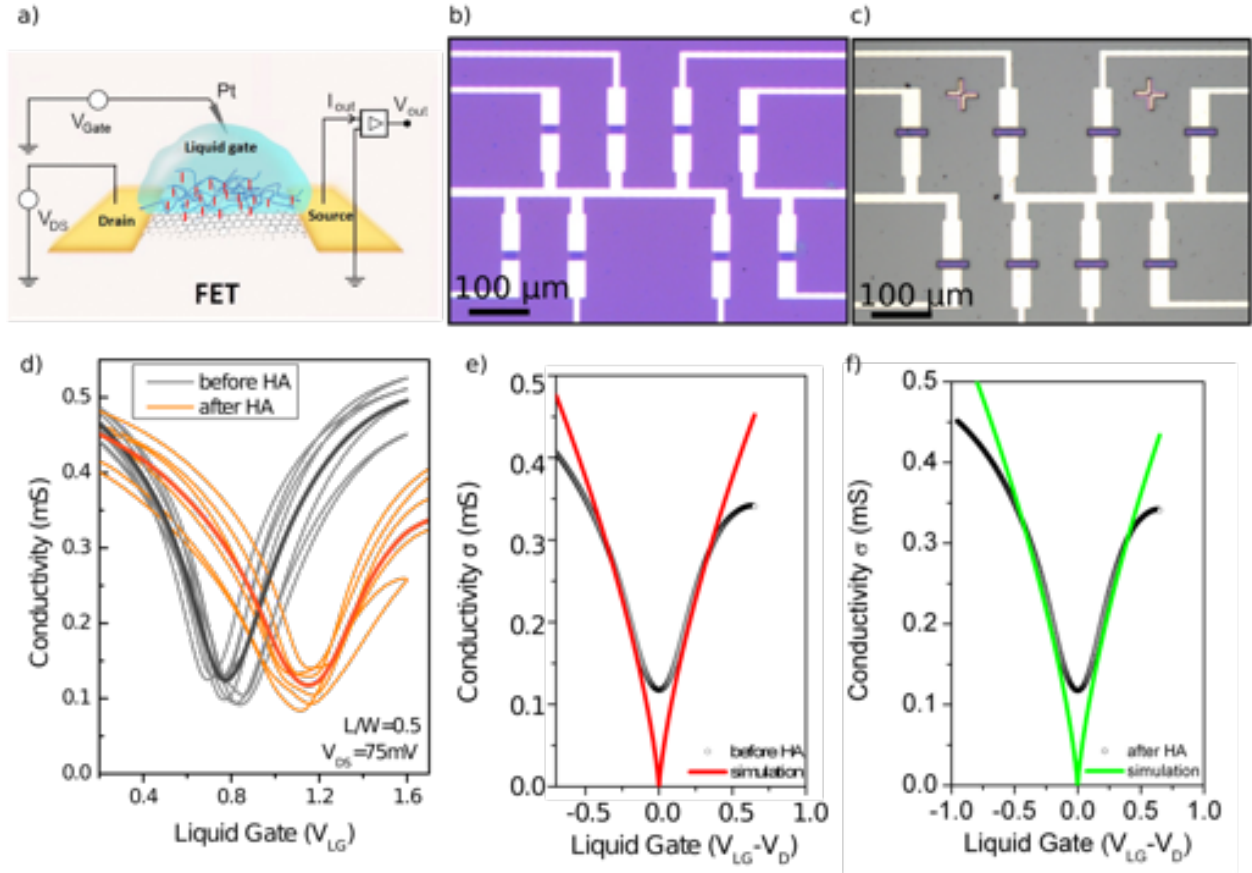 a)
Pt
V_Gate
I_out
V_out
Liquid gate
V_DS
Drain
Source
FET
b)
100 µm
c)
100 µm
d)
before HA
after HA
0.5
0.4
0.3
0.2
0.1
0.0
Conductivity (mS)
L/W=0.5
V_DS=75mV
0.4 0.8 1.2 1.6
Liquid Gate (V_LG)
e)
0.5
0.4
0.3
0.2
0.1
0.0
Conductivity σ (mS)
before HA
simulation
-0.5 0.0 0.5 1.0
Liquid Gate (V_LG-V_D)
f)
0.5
0.4
0.3
0.2
0.1
0.0
Conductivity σ (mS)
after HA
simulation
-1.0 -0.5 0.0 0.5 1.0
Liquid Gate (V_LG-V_D)